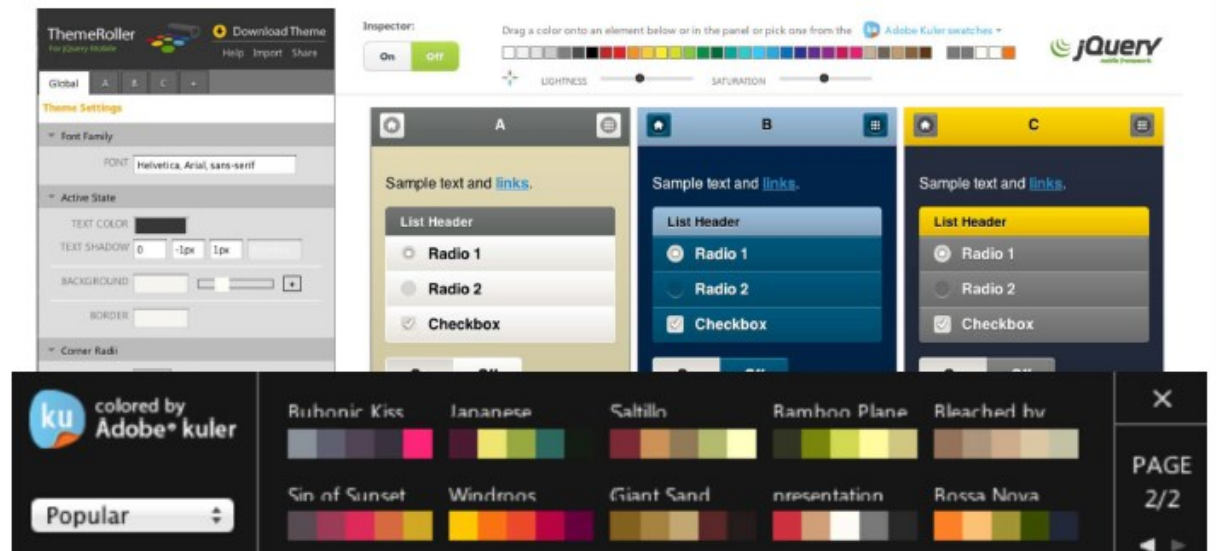 ThemeRoller
For jQuery Mobile
Download Theme
Help Import Share
Global A B C +
Theme Settings
Font Family
FONT Helvetica, Arial, sans-serif
Active State
TEXT COLOR
TEXT SHADOW 0 -1px 1px
BACKGROUND +
BORDER
Corner Radii
Inspector:
On Off
Drag a color onto an element below or in the panel or pick one from the Adobe Kuler swatches
LIGHTNESS SATURATION
jQuery
mobile framework
A
Sample text and links.
List Header
Radio 1
Radio 2
Checkbox
B
Sample text and links.
List Header
Radio 1
Radio 2
Checkbox
C
Sample text and links.
List Header
Radio 1
Radio 2
Checkbox
ku
colored by
Adobe® kuler
Popular
Bubonic Kiss Japanese Saltillo Bamboo Plane Bleached by
Sin of Sunset Windroos Giant Sand presentation Bossa Nova
PAGE
2/2